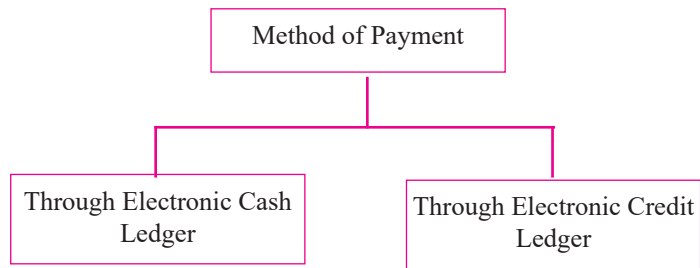 Method of Payment
Through Electronic Cash
Ledger
Through Electronic Credit
Ledger